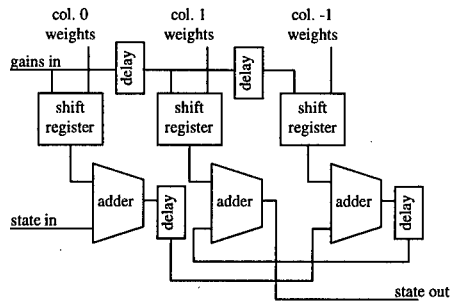 col. 0 col. 1 col. -1
weights weights weights
gains in
delay delay
shift shift shift
register register register
adder delay adder adder delay
state in
state out